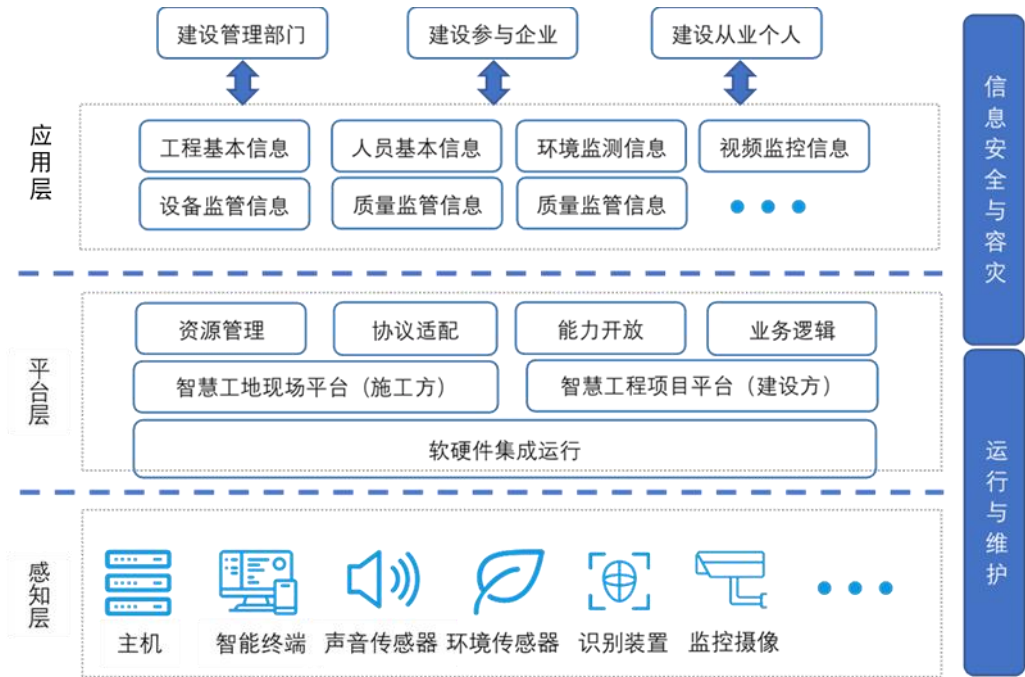 建设管理部门
建设参与企业
建设从业个人
应用层
工程基本信息
人员基本信息
环境监测信息
视频监控信息
设备监管信息
质量监管信息
质量监管信息
平台层
资源管理
协议适配
能力开放
业务逻辑
智慧工地现场平台（施工方）
智慧工程项目平台（建设方）
软硬件集成运行
感知层
主机
智能终端
声音传感器
环境传感器
识别装置
监控摄像
信息安全与容灾
运行与维护